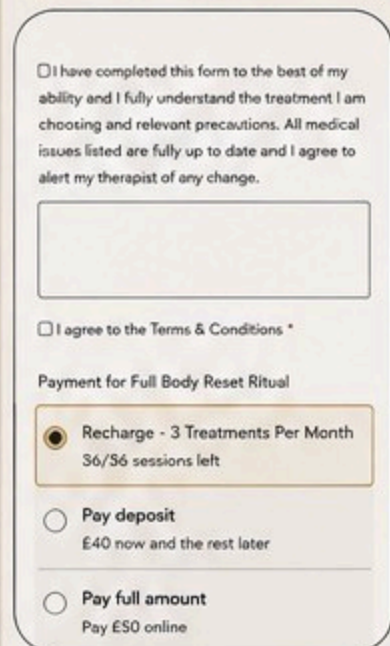 I have completed this form to the best of my
ability and I fully understand the treatment I am
choosing and relevant precautions. All medical
issues listed are fully up to date and I agree to
alert my therapist of any change.
I agree to the Terms & Conditions *
Payment for Full Body Reset Ritual
Recharge - 3 Treatments Per Month
36/36 sessions left
Pay deposit
£40 now and the rest later
Pay full amount
Pay £50 online